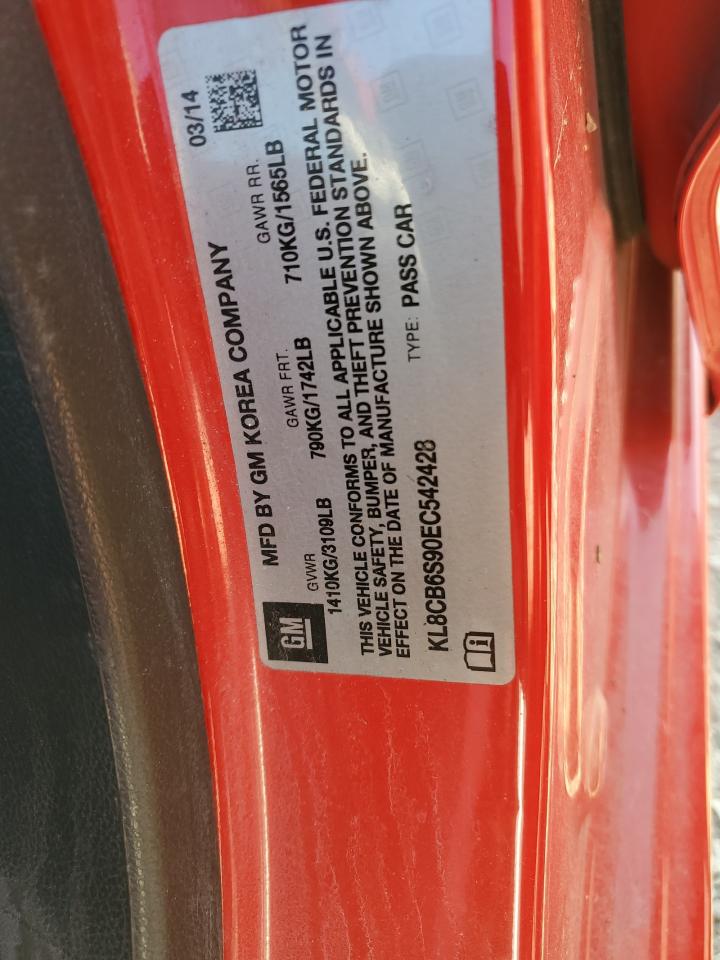 GM
MFD BY GM KOREA COMPANY
03/14
GVWR
GAWR FRT.
GAWR RR.
1410KG/3109LB
790KG/1742LB
710KG/1565LB
THIS VEHICLE CONFORMS TO ALL APPLICABLE U.S. FEDERAL MOTOR
VEHICLE SAFETY, BUMPER, AND THEFT PREVENTION STANDARDS IN
EFFECT ON THE DATE OF MANUFACTURE SHOWN ABOVE.
KL8CB6S90EC542428
TYPE: PASS CAR